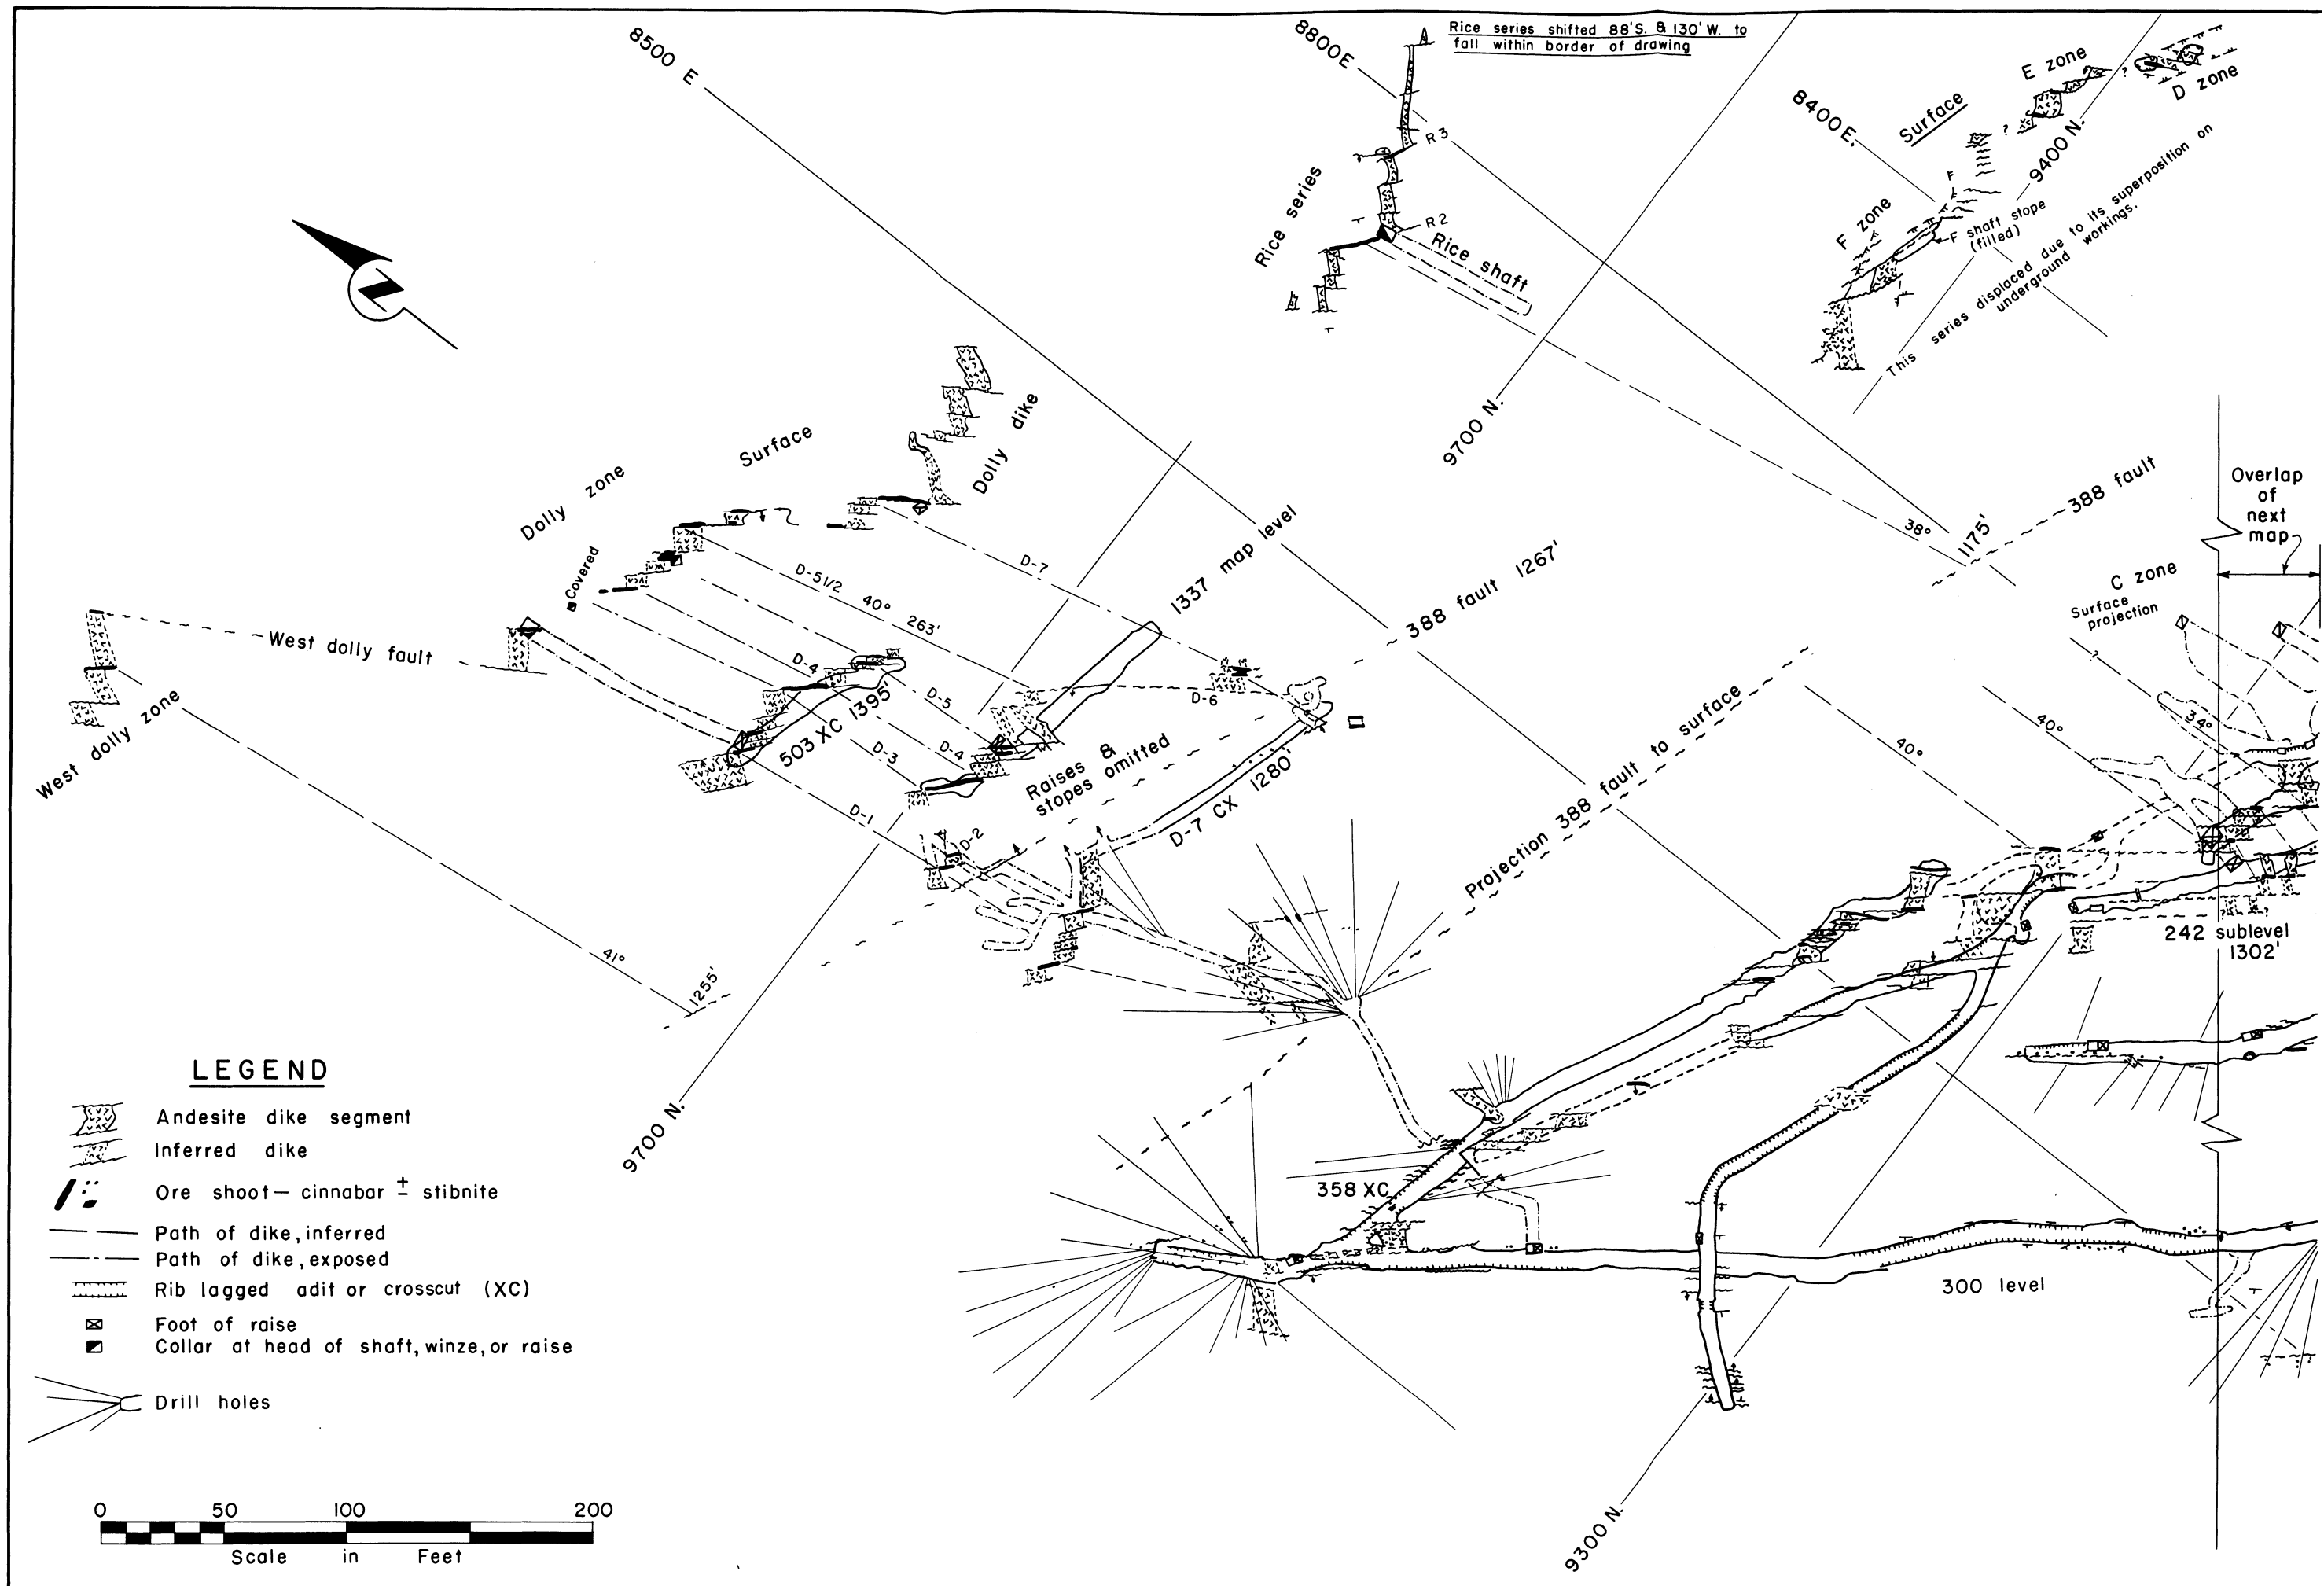 Rice series shifted 88'S. & 130' W. to
fall within border of drawing
8500 E
8800E
8400E.
Surface
E zone
D zone
9400 N.
F zone
F shaft stope
(filled)
This series displaced due to its superposition on
underground workings.
R 3
R 2
Rice series
Rice shaft
N
9700 N.
38°
1175'
388 fault
Overlap
of
next
map
C zone
Surface
projection
?
?
?
34°
40°
40°
Surface
Dolly dike
Dolly zone
Covered
D-7
D-5 1/2 40° 263'
1337 map level
388 fault 1267'
West dolly fault
West dolly zone
D-4
D-5
D-6
503 XC 1395'
D-3
D-4
D-1
D-2
Raises &
stopes omitted
D-7 CX 1280'
Projection 388 fault to surface
41°
1255'
9700 N.
242 sublevel
1302'
358 XC
300 level
9300 N.
LEGEND
Andesite dike segment
Inferred dike
Ore shoot — cinnabar ± stibnite
Path of dike, inferred
Path of dike, exposed
Rib lagged adit or crosscut (XC)
Foot of raise
Collar at head of shaft, winze, or raise
Drill holes
0 50 100 200
Scale in Feet